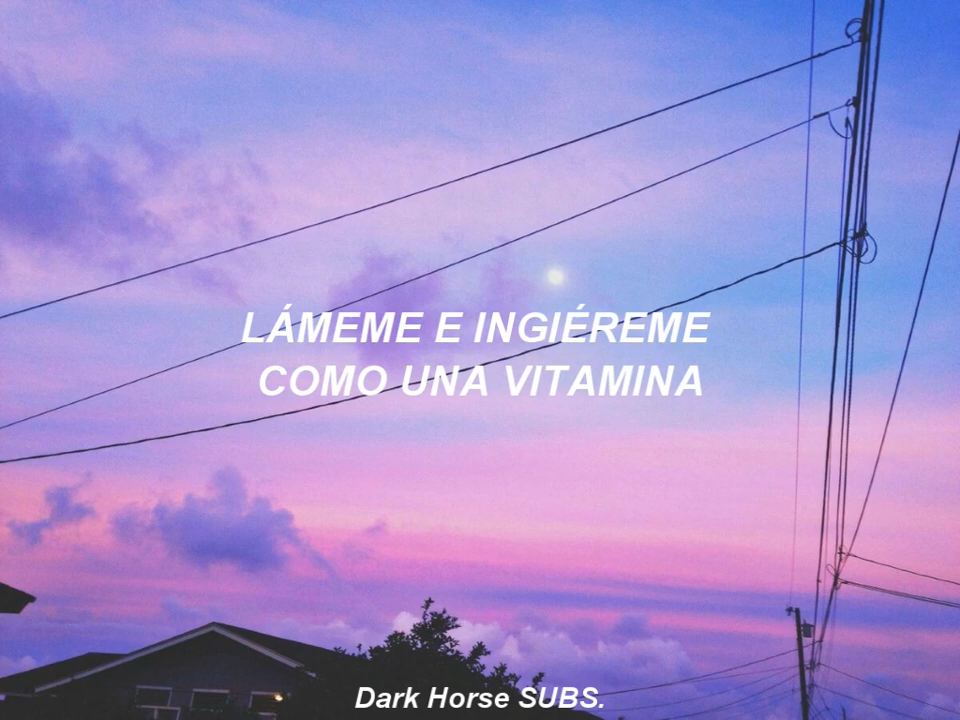 LÁMEME E INGIÉREME
COMO UNA VITAMINA
Dark Horse SUBS.